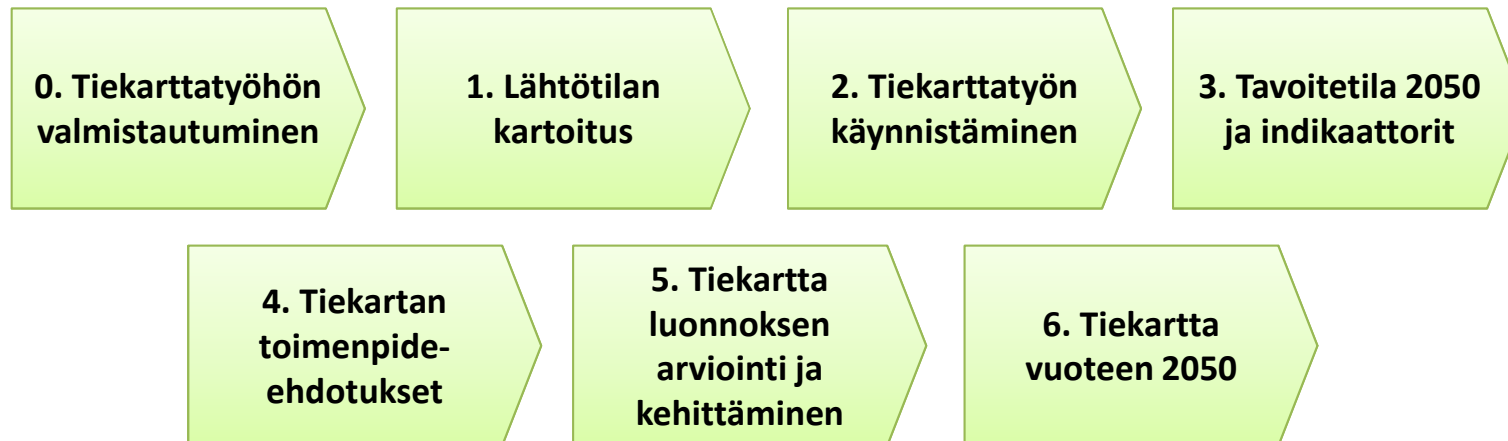 0. Tiekarttatyöhön
valmistautuminen
1. Lähtötilan
kartoitus
2. Tiekarttatyön
käynnistäminen
3. Tavoitetila 2050
ja indikaattorit
4. Tiekartan
toimenpide-
ehdotukset
5. Tiekartta
luonnoksen
arviointi ja
kehittäminen
6. Tiekartta
vuoteen 2050